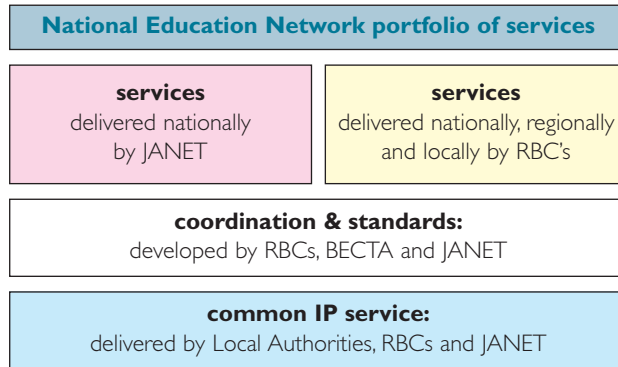 National Education Network portfolio of services
services
delivered nationally
by JANET
services
delivered nationally, regionally
and locally by RBC's
coordination & standards:
developed by RBCs, BECTA and JANET
common IP service:
delivered by Local Authorities, RBCs and JANET